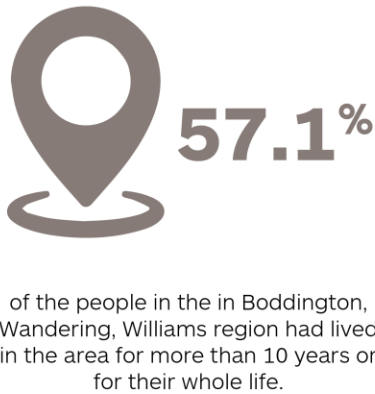 57.1%
of the people in the in Boddington,
Wandering, Williams region had lived
in the area for more than 10 years or
for their whole life.